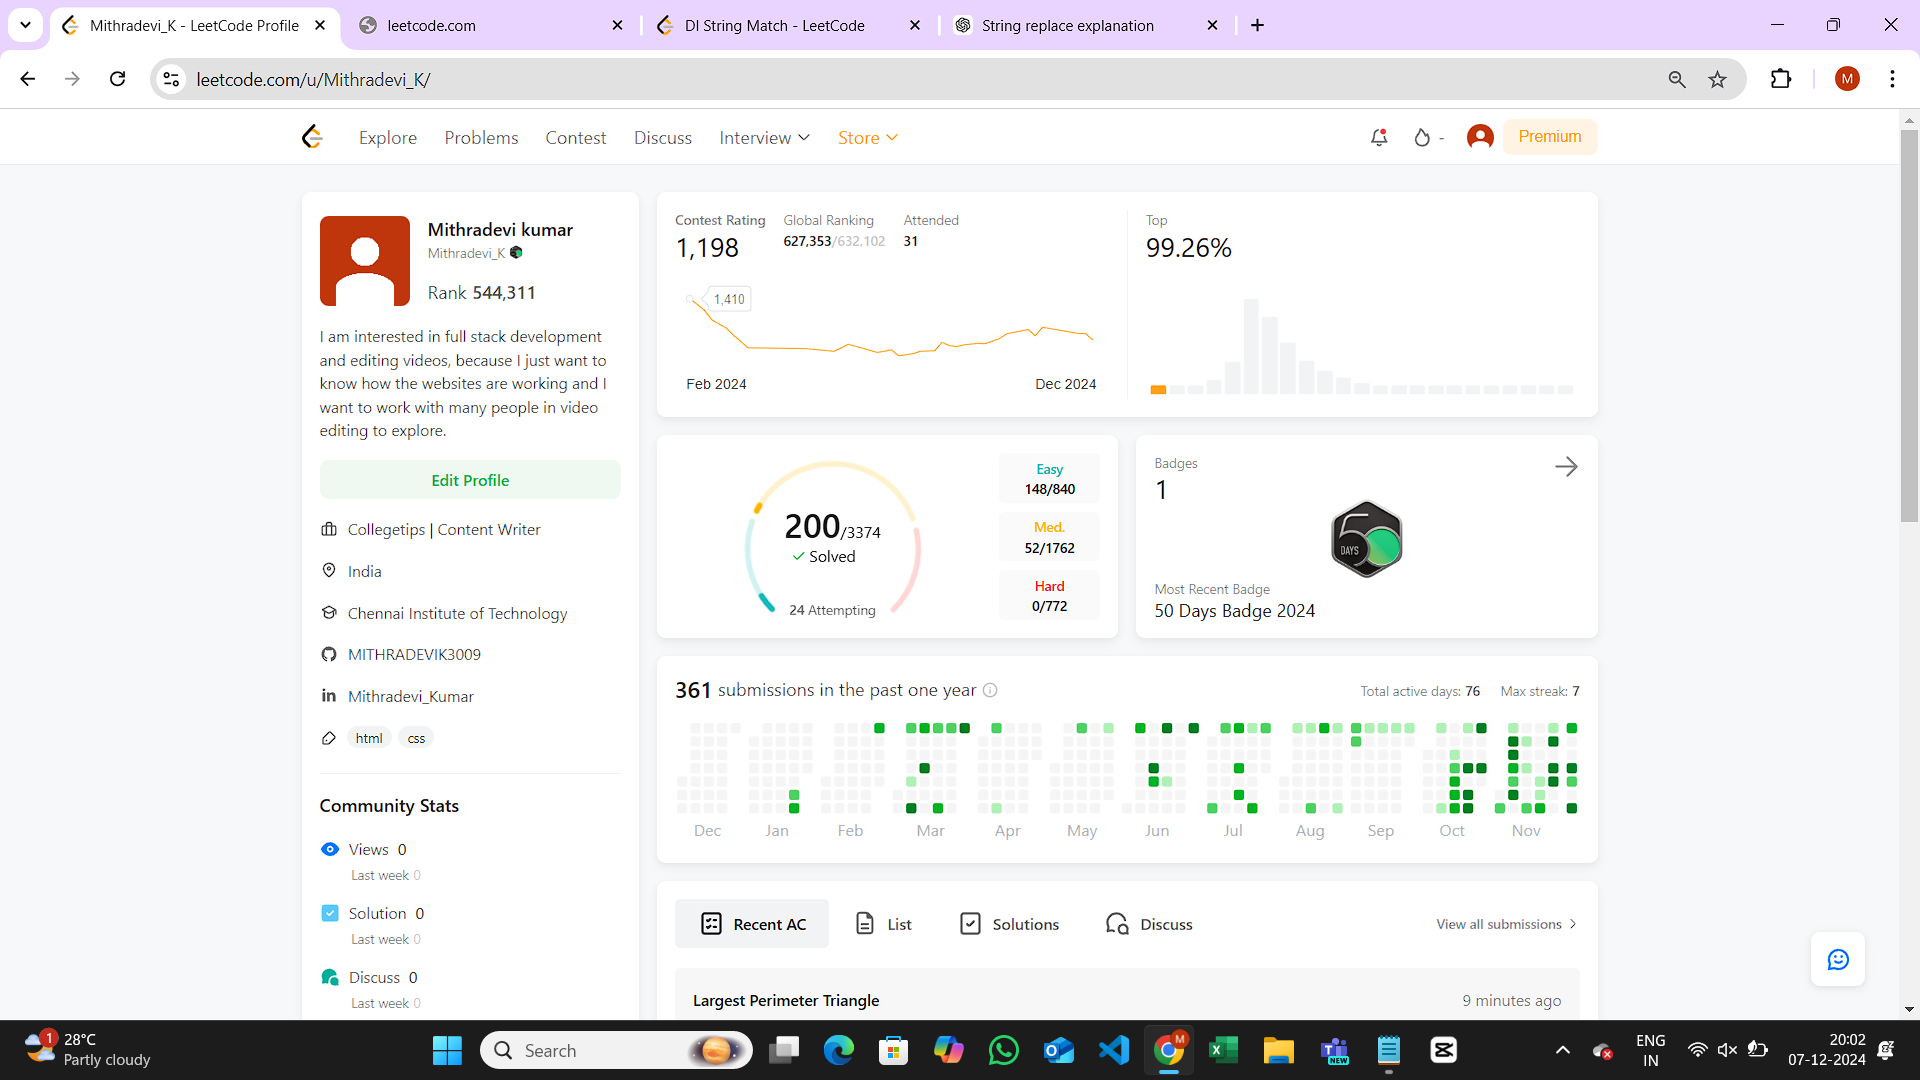 Mithradevi_K - LeetCode Profile
leetcode.com
DI String Match - LeetCode
String replace explanation
leetcode.com/u/Mithradevi_K/
M
Explore
Problems
Contest
Discuss
Interview
Store
-
Premium
Mithradevi kumar
Mithradevi_K
Rank 544,311
I am interested in full stack development
and editing videos, because I just want to
know how the websites are working and I
want to work with many people in video
editing to explore.
Edit Profile
Collegetips | Content Writer
India
Chennai Institute of Technology
MITHRADEVIK3009
in Mithradevi_Kumar
html css
Community Stats
Views 0
Last week 0
Solution 0
Last week 0
Discuss 0
Last week 0
Contest Rating
1,198
Global Ranking
627,353/632,102
Attended
31
1,410
Feb 2024
Dec 2024
Top
99.26%
200/3374
Solved
24 Attempting
Easy
148/840
Med.
52/1762
Hard
0/772
Badges
1
50
DAYS
Most Recent Badge
50 Days Badge 2024
361 submissions in the past one year
Total active days: 76
Max streak: 7
Dec Jan Feb Mar Apr May Jun Jul Aug Sep Oct Nov
Recent AC
List
Solutions
Discuss
View all submissions
Largest Perimeter Triangle
9 minutes ago
1
28°C
Partly cloudy
Search
M
NEW
ENG
IN
20:02
07-12-2024